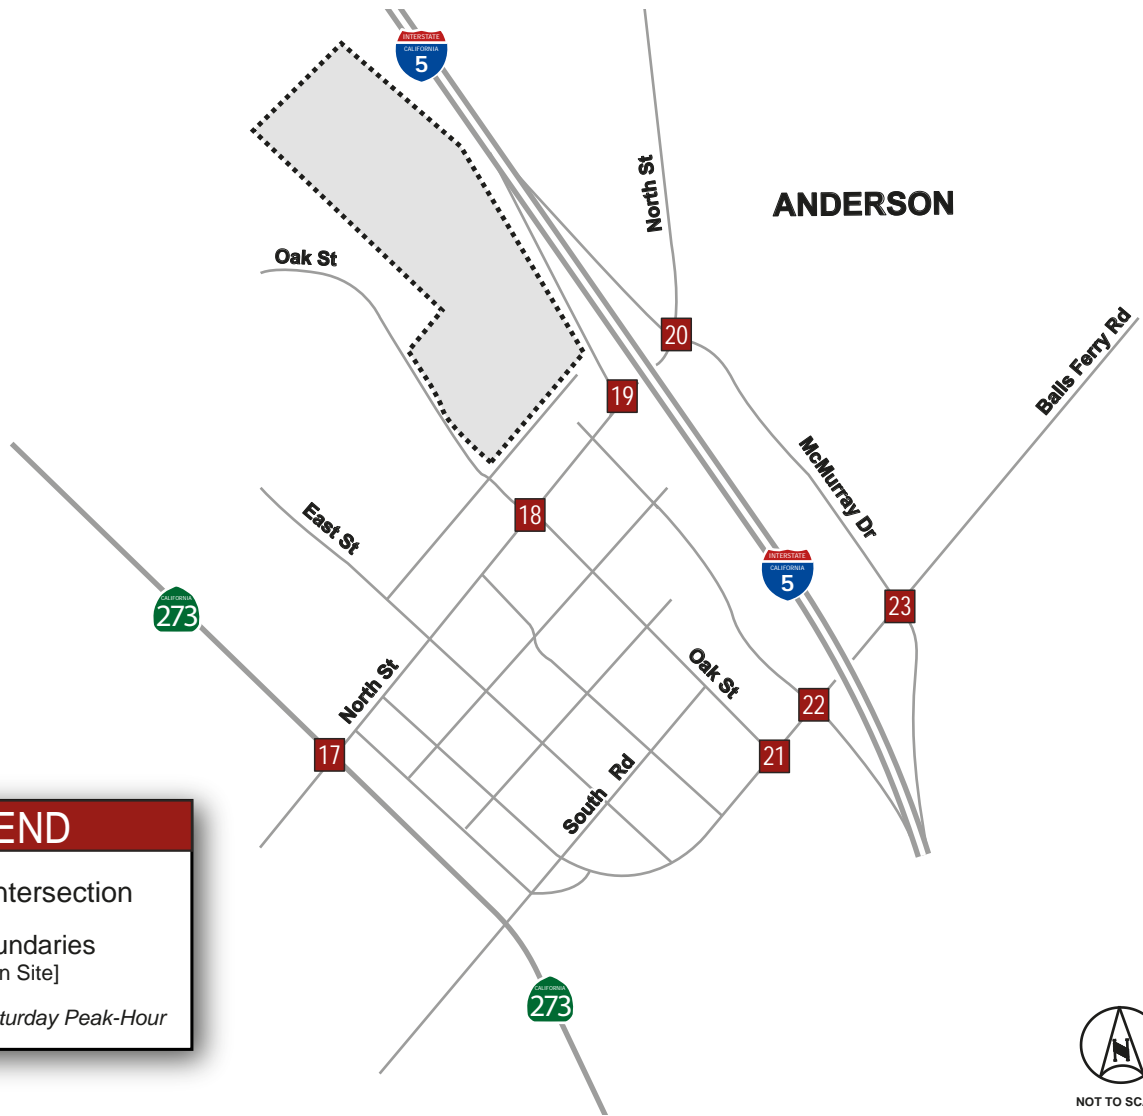 INTERSTATE
CALIFORNIA
5
North St
ANDERSON
Oak St
20
Balls Ferry Rd
19
McMurray Dr
East St
18
INTERSTATE
CALIFORNIA
5
CALIFORNIA
273
23
North St
Oak St
22
17
21
South Rd
END
ntersection
undaries
n Site]
turday Peak-Hour
CALIFORNIA
273
N
NOT TO SC